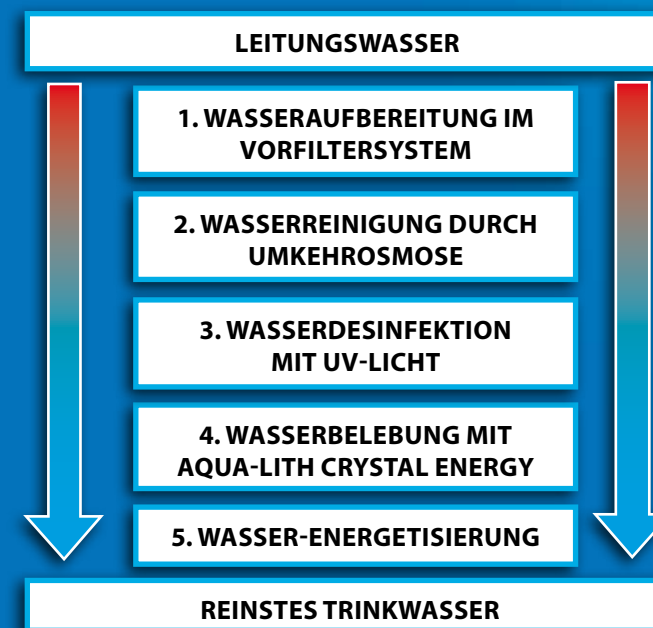 LEITUNGSWASSER
1. WASSERAUFBEREITUNG IM
VORFILTERSYSTEM
2. WASSERREINIGUNG DURCH
UMKEHROSMOSE
3. WASSERDESINFEKTION
MIT UV-LICHT
4. WASSERBELEBUNG MIT
AQUA-LITH CRYSTAL ENERGY
5. WASSER-ENERGETISIERUNG
REINSTES TRINKWASSER